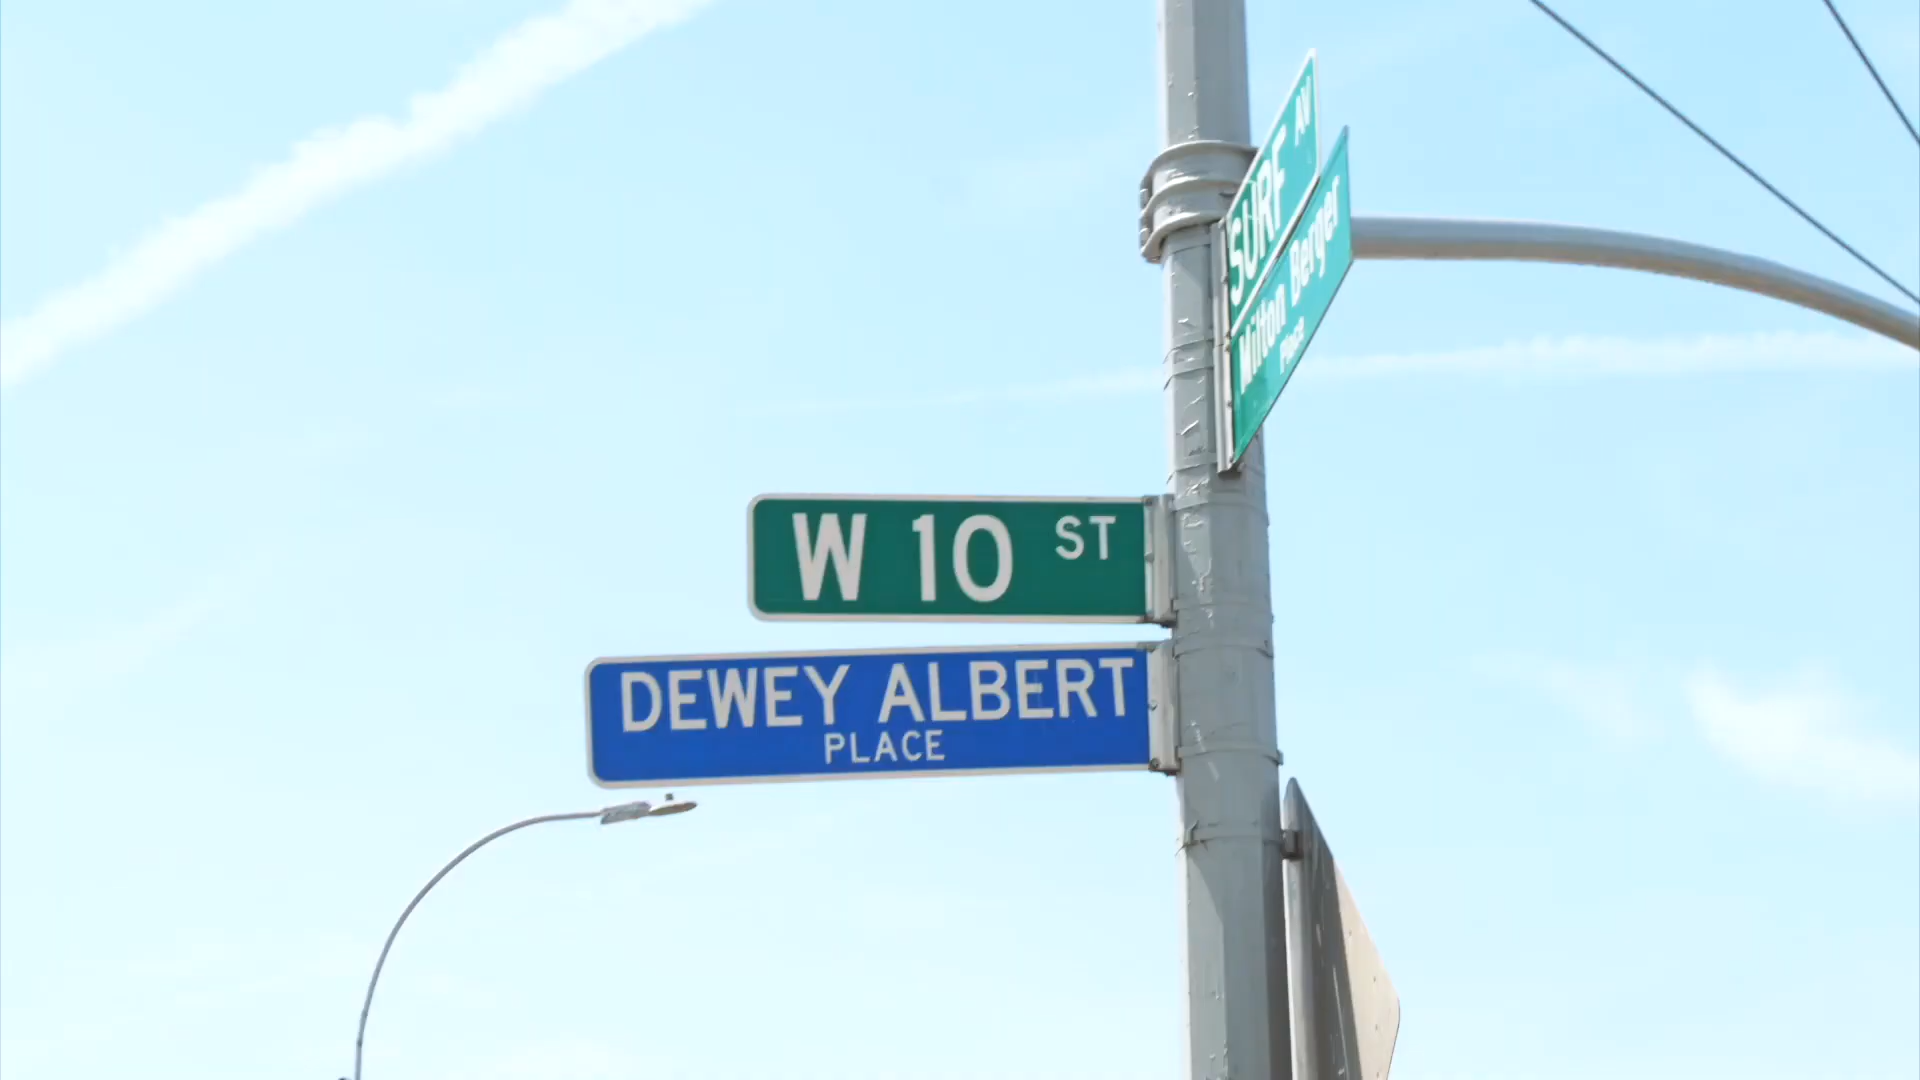 SURF AV
Milton Berger
Place
W 10 ST
DEWEY ALBERT
PLACE